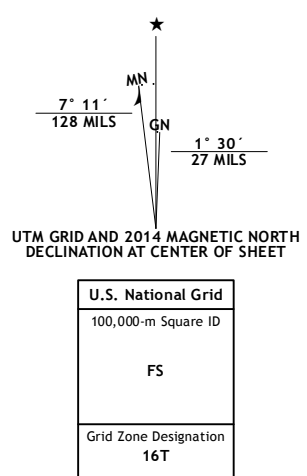 ★
MN
7° 11´
128 MILS
GN
1° 30´
27 MILS
UTM GRID AND 2014 MAGNETIC NORTH
DECLINATION AT CENTER OF SHEET
U.S. National Grid
100,000-m Square ID
FS
Grid Zone Designation
16T